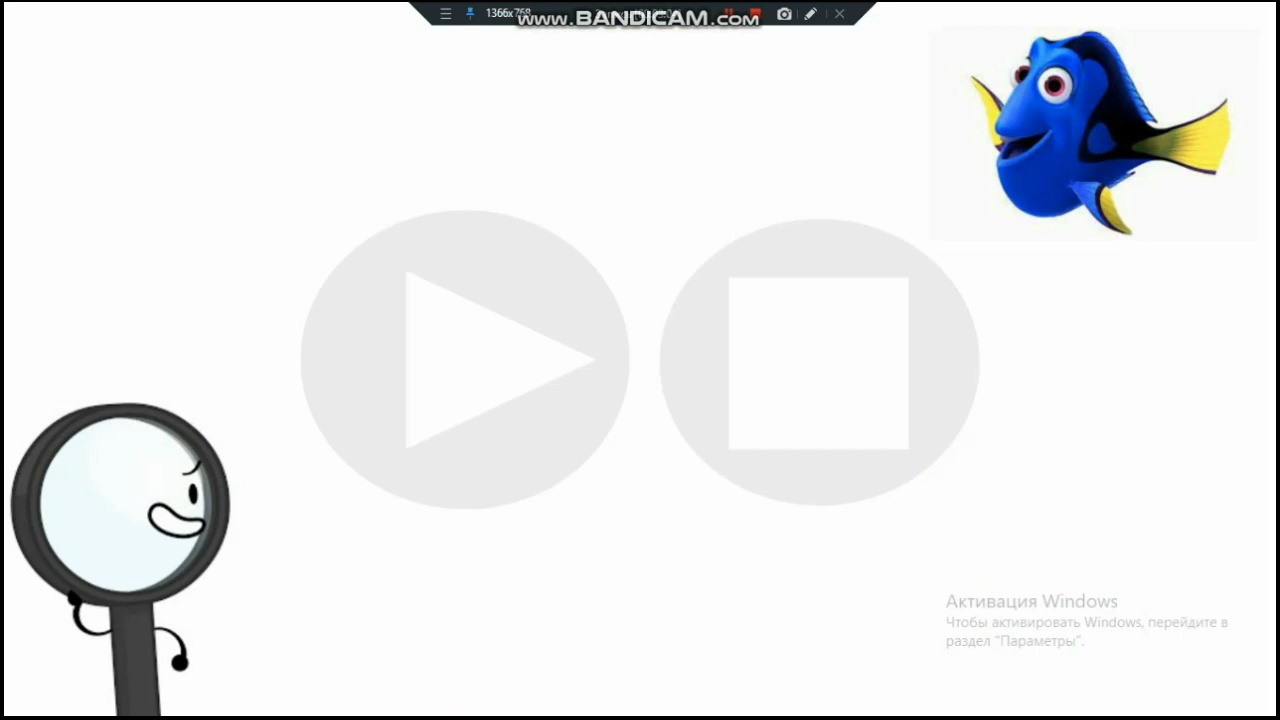 1366x768
www.BANDICAM.com
Активация Windows
Чтобы активировать Windows, перейдите в
раздел "Параметры".